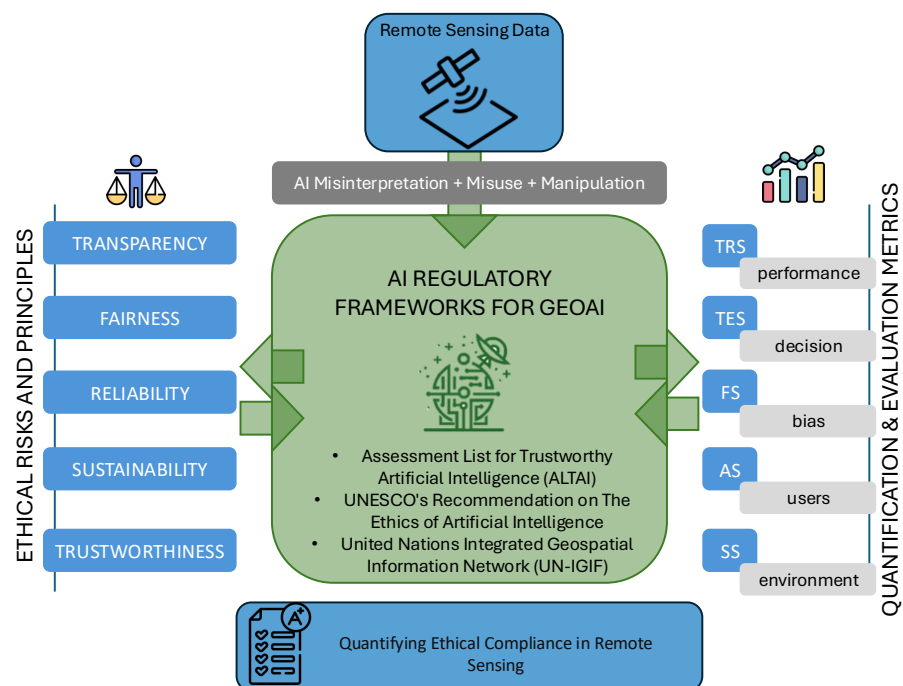 Remote Sensing Data
AI Misinterpretation + Misuse + Manipulation
ETHICAL RISKS AND PRINCIPLES
TRANSPARENCY
FAIRNESS
RELIABILITY
SUSTAINABILITY
TRUSTWORTHINESS
AI REGULATORY
FRAMEWORKS FOR GEOAI
• Assessment List for Trustworthy
Artificial Intelligence (ALTAI)
• UNESCO's Recommendation on The
Ethics of Artificial Intelligence
• United Nations Integrated Geospatial
Information Network (UN-IGIF)
TRS
performance
TES
decision
FS
bias
AS
users
SS
environment
QUANTIFICATION & EVALUATION METRICS
A+
Quantifying Ethical Compliance in Remote
Sensing